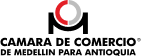 CAMARA DE COMERCIO®
DE MEDELLIN PARA ANTIOQUIA